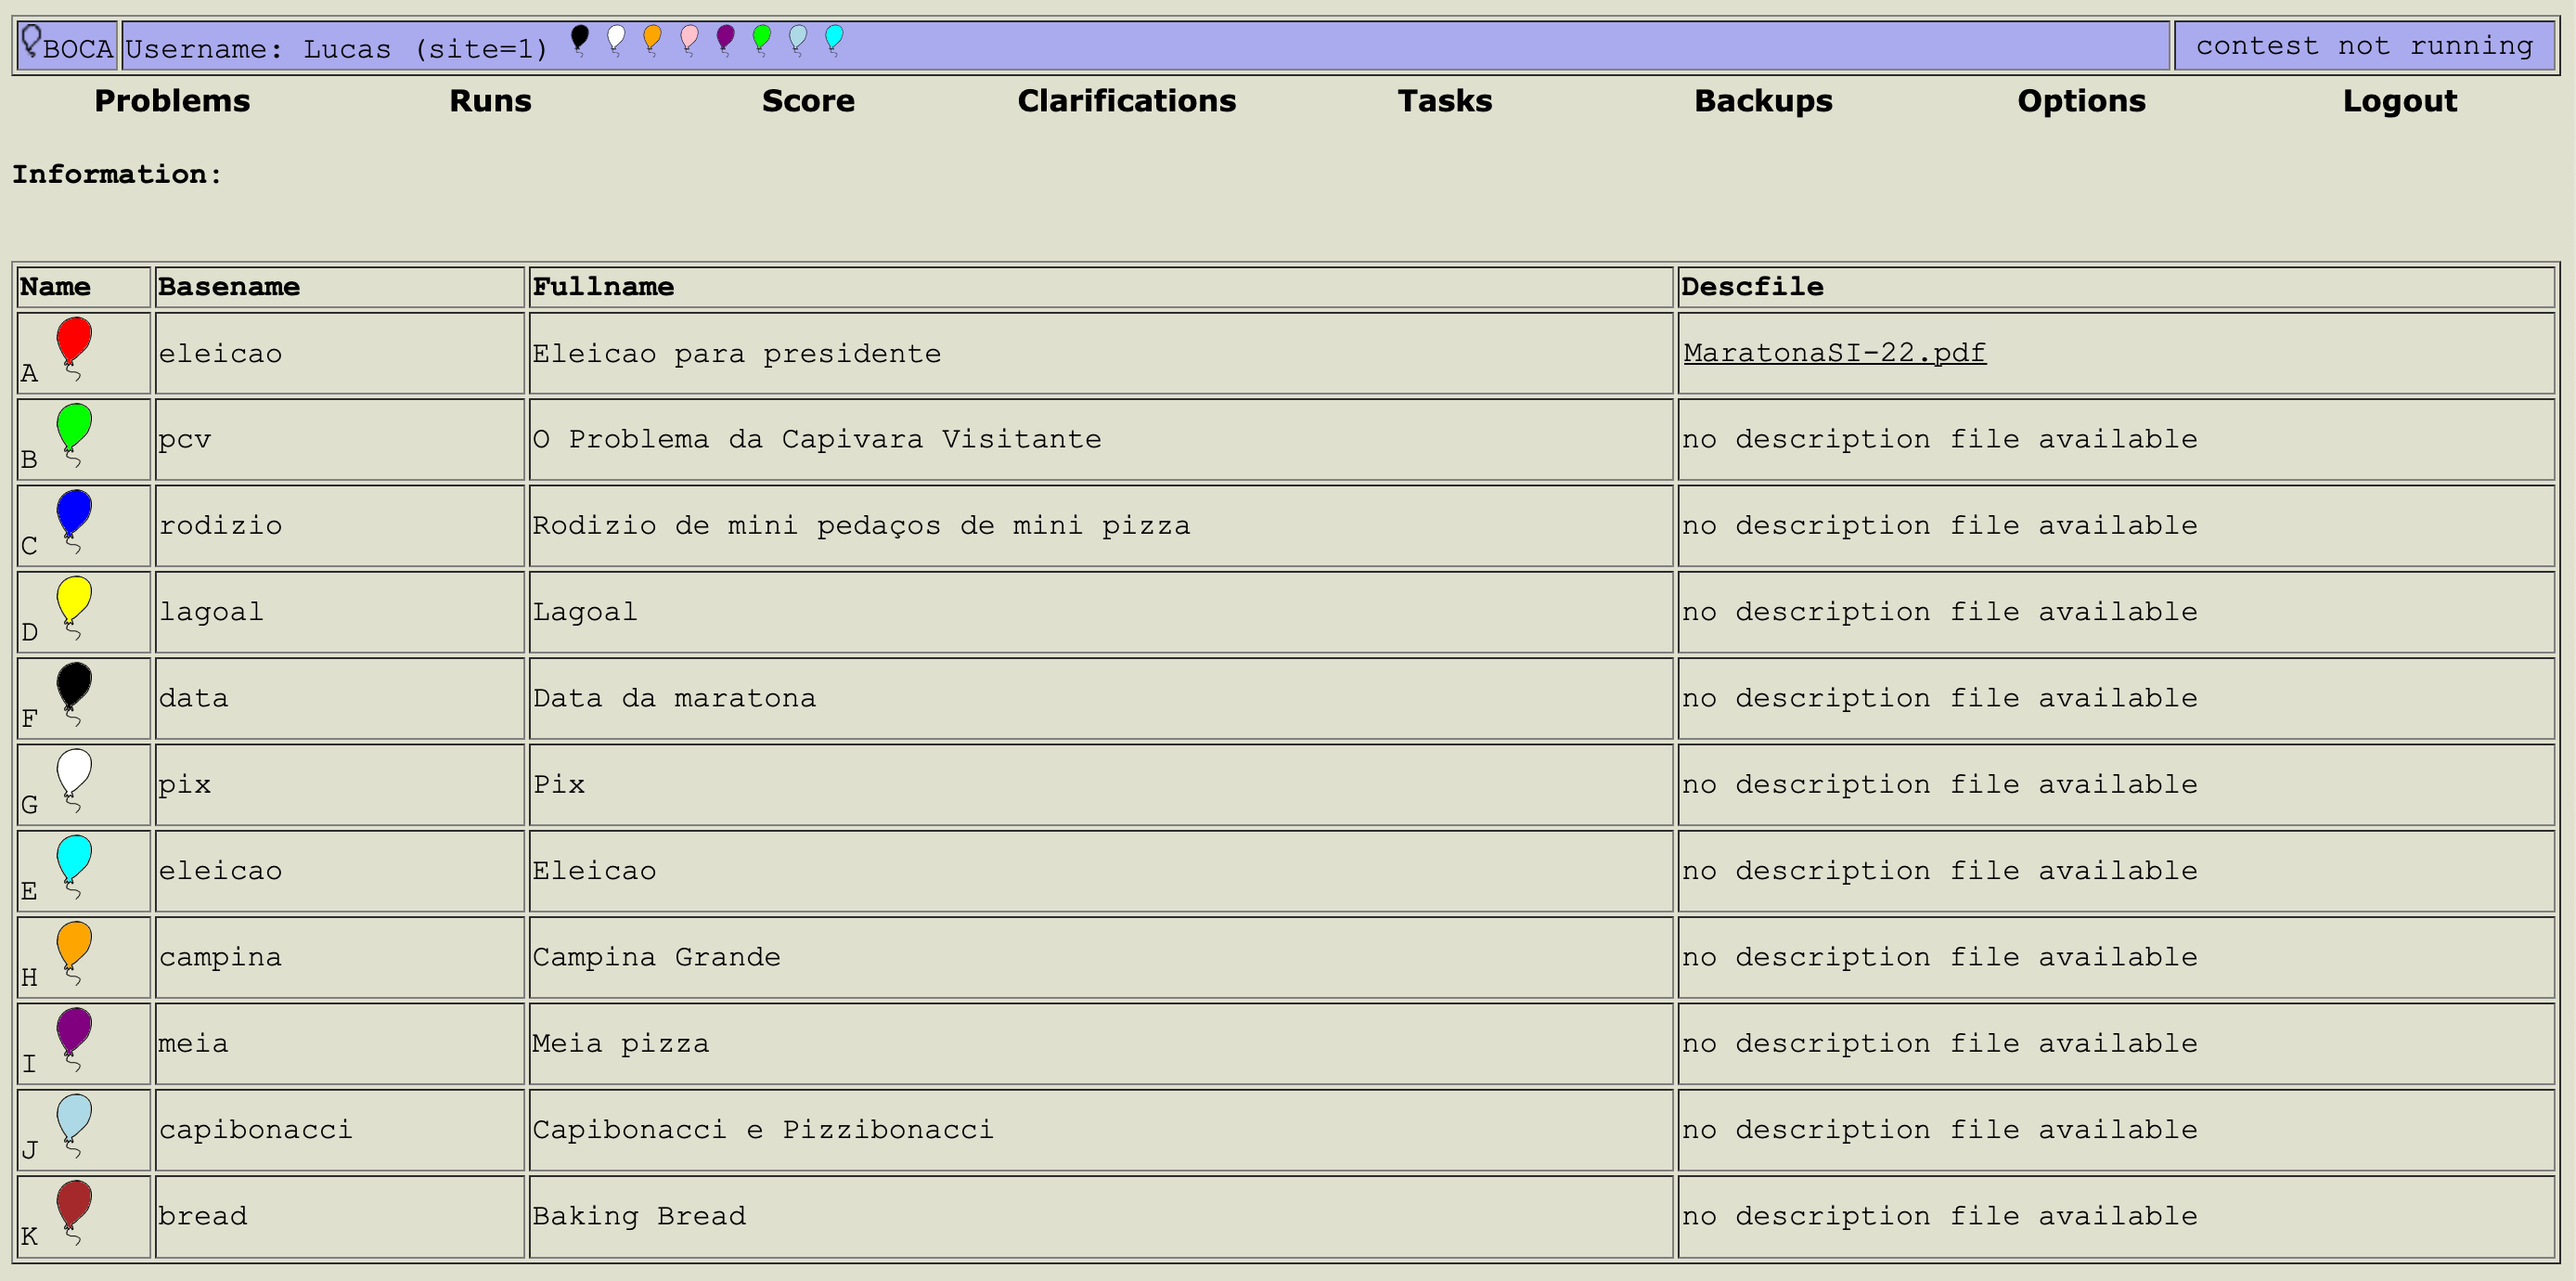 BOCA Username: Lucas (site=1) contest not running
Problems Runs Score Clarifications Tasks Backups Options Logout
Information:
Name Basename Fullname Descfile
A eleicao Eleicao para presidente MaratonaSI-22.pdf
B pcv O Problema da Capivara Visitante no description file available
C rodizio Rodizio de mini pedaços de mini pizza no description file available
D lagoal Lagoal no description file available
F data Data da maratona no description file available
G pix Pix no description file available
E eleicao Eleicao no description file available
H campina Campina Grande no description file available
I meia Meia pizza no description file available
J capibonacci Capibonacci e Pizzibonacci no description file available
K bread Baking Bread no description file available